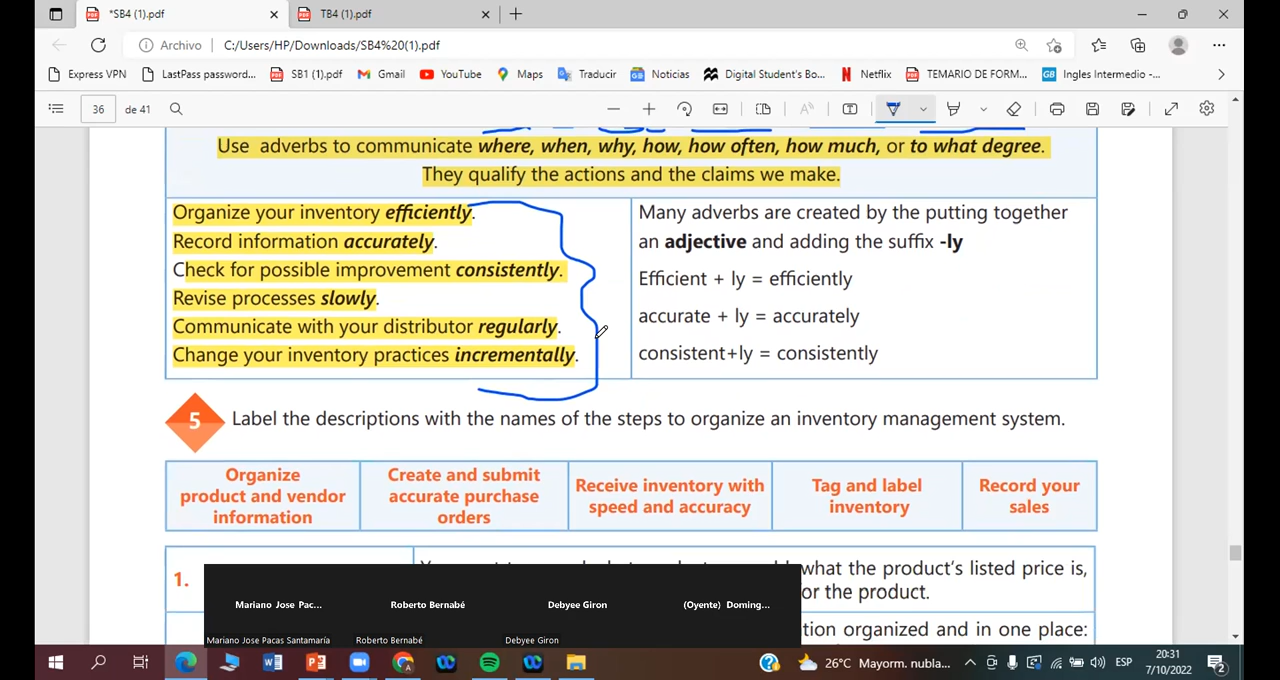 *SB4 (1).pdf
TB4 (1).pdf
Archivo
C:/Users/HP/Downloads/SB4%20(1).pdf
Express VPN
LastPass password...
SB1 (1).pdf
Gmail
YouTube
Maps
Traducir
Noticias
Digital Student's Bo...
Netflix
TEMARIO DE FORM...
Ingles Intermedio -...
36
de 41
Use adverbs to communicate where, when, why, how, how often, how much, or to what degree.
They qualify the actions and the claims we make.
Organize your inventory efficiently.
Record information accurately.
Check for possible improvement consistently.
Revise processes slowly.
Communicate with your distributor regularly.
Change your inventory practices incrementally.
Many adverbs are created by the putting together
an adjective and adding the suffix -ly
Efficient + ly = efficiently
accurate + ly = accurately
consistent+ly = consistently
5
Label the descriptions with the names of the steps to organize an inventory management system.
Organize
product and vendor
information
Create and submit
accurate purchase
orders
Receive inventory with
speed and accuracy
Tag and label
inventory
Record your
sales
1.
what the product's listed price is,
or the product.
tion organized and in one place:
Mariano Jose Pac...
Roberto Bernabé
Debyee Giron
(Oyente) Doming...
Mariano Jose Pacas Santamaría
Roberto Bernabé
Debyee Giron
26°C Mayorm. nubla...
ESP
20:31
7/10/2022
2